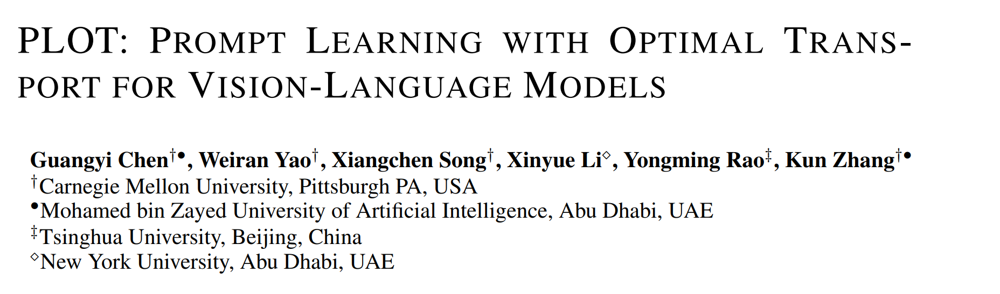 PLOT: PROMPT LEARNING WITH OPTIMAL TRANS-
PORT FOR VISION-LANGUAGE MODELS
Guangyi Chen†●, Weiran Yao†, Xiangchen Song†, Xinyue Li◇, Yongming Rao‡, Kun Zhang†●
†Carnegie Mellon University, Pittsburgh PA, USA
●Mohamed bin Zayed University of Artificial Intelligence, Abu Dhabi, UAE
‡Tsinghua University, Beijing, China
◇New York University, Abu Dhabi, UAE